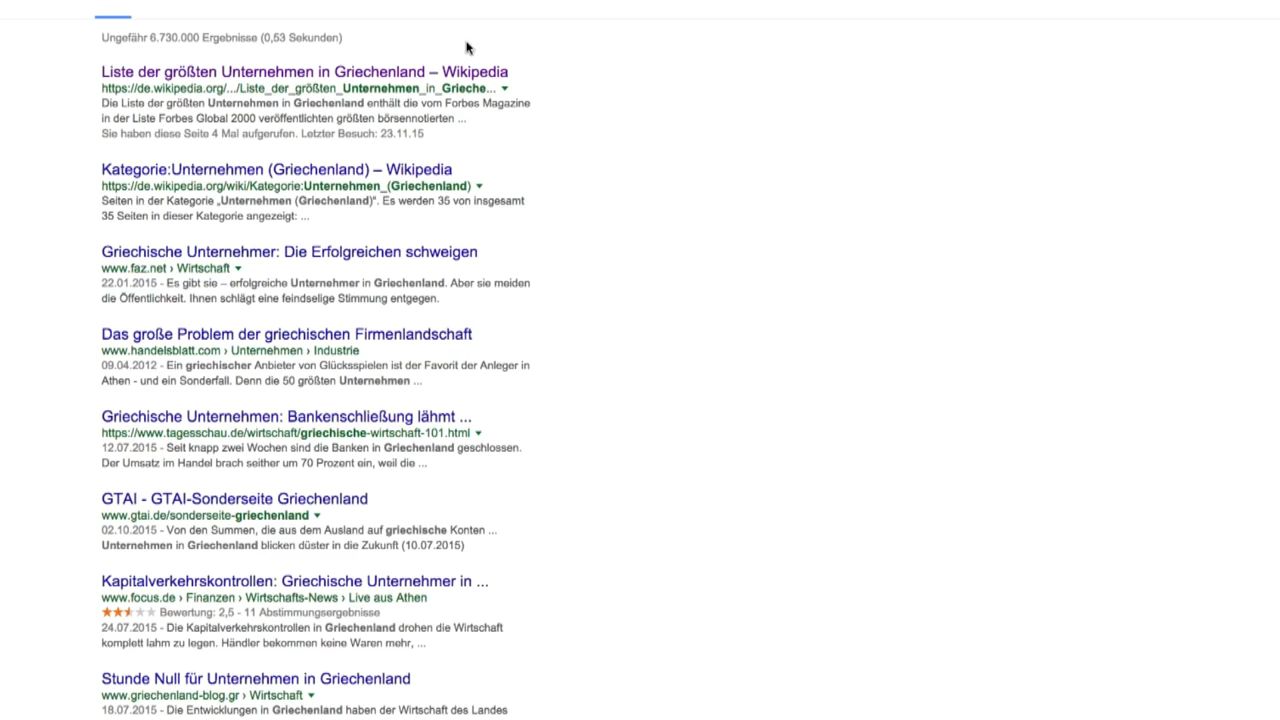 Ungefähr 6.730.000 Ergebnisse (0,53 Sekunden)
Liste der größten Unternehmen in Griechenland – Wikipedia
https://de.wikipedia.org/.../Liste_der_größten_Unternehmen_in_Grieche...
Die Liste der größten Unternehmen in Griechenland enthält die vom Forbes Magazine
in der Liste Forbes Global 2000 veröffentlichten größten börsennotierten ...
Sie haben diese Seite 4 Mal aufgerufen. Letzter Besuch: 23.11.15
Kategorie:Unternehmen (Griechenland) – Wikipedia
https://de.wikipedia.org/wiki/Kategorie:Unternehmen_(Griechenland)
Seiten in der Kategorie „Unternehmen (Griechenland)“. Es werden 35 von insgesamt
35 Seiten in dieser Kategorie angezeigt: ...
Griechische Unternehmer: Die Erfolgreichen schweigen
www.faz.net › Wirtschaft
22.01.2015 - Es gibt sie – erfolgreiche Unternehmer in Griechenland. Aber sie meiden
die Öffentlichkeit. Ihnen schlägt eine feindselige Stimmung entgegen.
Das große Problem der griechischen Firmenlandschaft
www.handelsblatt.com › Unternehmen › Industrie
09.04.2012 - Ein griechischer Anbieter von Glücksspielen ist der Favorit der Anleger in
Athen - und ein Sonderfall. Denn die 50 größten Unternehmen ...
Griechische Unternehmen: Bankenschließung lähmt ...
https://www.tagesschau.de/wirtschaft/griechische-wirtschaft-101.html
12.07.2015 - Seit knapp zwei Wochen sind die Banken in Griechenland geschlossen.
Der Umsatz im Handel brach seither um 70 Prozent ein, weil die ...
GTAI - GTAI-Sonderseite Griechenland
www.gtai.de/sonderseite-griechenland
02.10.2015 - Von den Summen, die aus dem Ausland auf griechische Konten ...
Unternehmen in Griechenland blicken düster in die Zukunft (10.07.2015)
Kapitalverkehrskontrollen: Griechische Unternehmer in ...
www.focus.de › Finanzen › Wirtschafts-News › Live aus Athen
Bewertung: 2,5 - 11 Abstimmungsergebnisse
24.07.2015 - Die Kapitalverkehrskontrollen in Griechenland drohen die Wirtschaft
komplett lahm zu legen. Händler bekommen keine Waren mehr, ...
Stunde Null für Unternehmen in Griechenland
www.griechenland-blog.gr › Wirtschaft
18.07.2015 - Die Entwicklungen in Griechenland haben der Wirtschaft des Landes